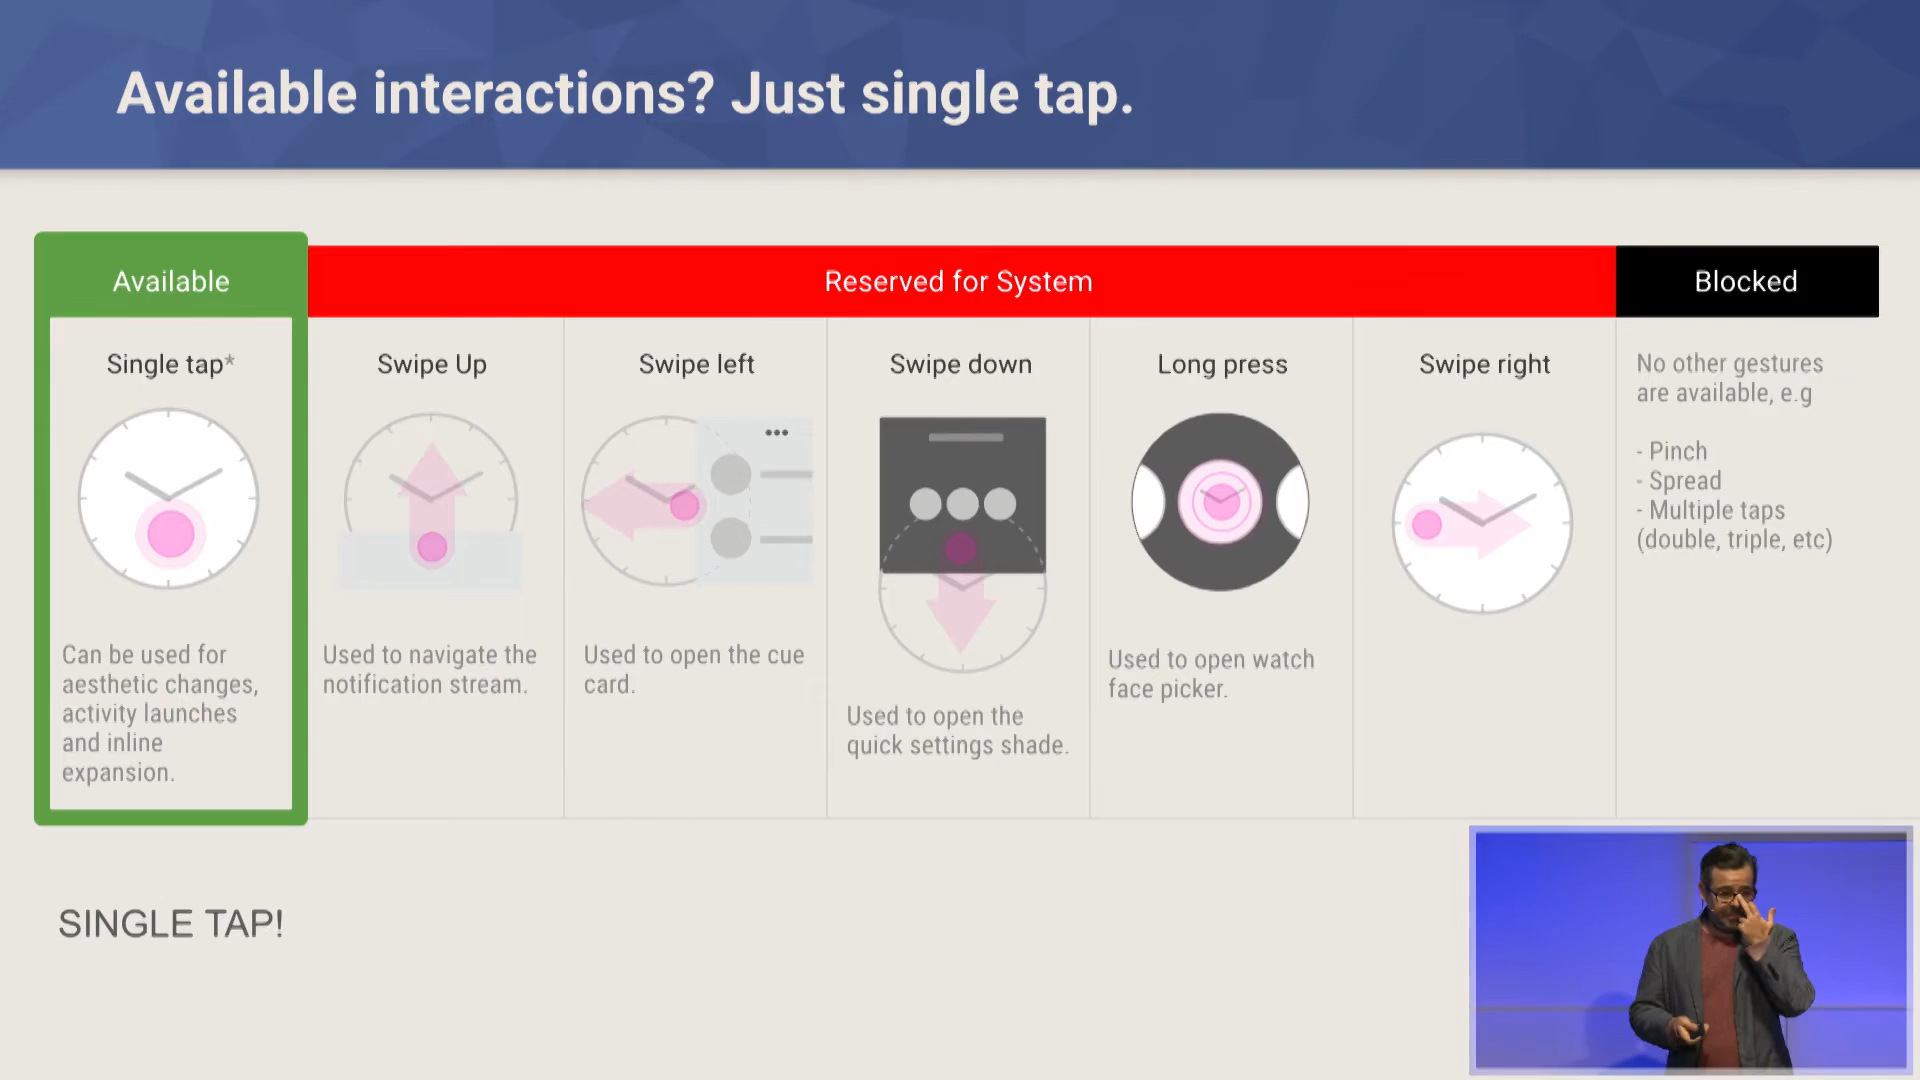 Available interactions? Just single tap.
Available
Reserved for System
Blocked
Single tap*
Can be used for
aesthetic changes,
activity launches
and inline
expansion.
Swipe Up
Used to navigate the
notification stream.
Swipe left
Used to open the cue
card.
Swipe down
Used to open the
quick settings shade.
Long press
Used to open watch
face picker.
Swipe right
No other gestures
are available, e.g
- Pinch
- Spread
- Multiple taps
(double, triple, etc)
SINGLE TAP!